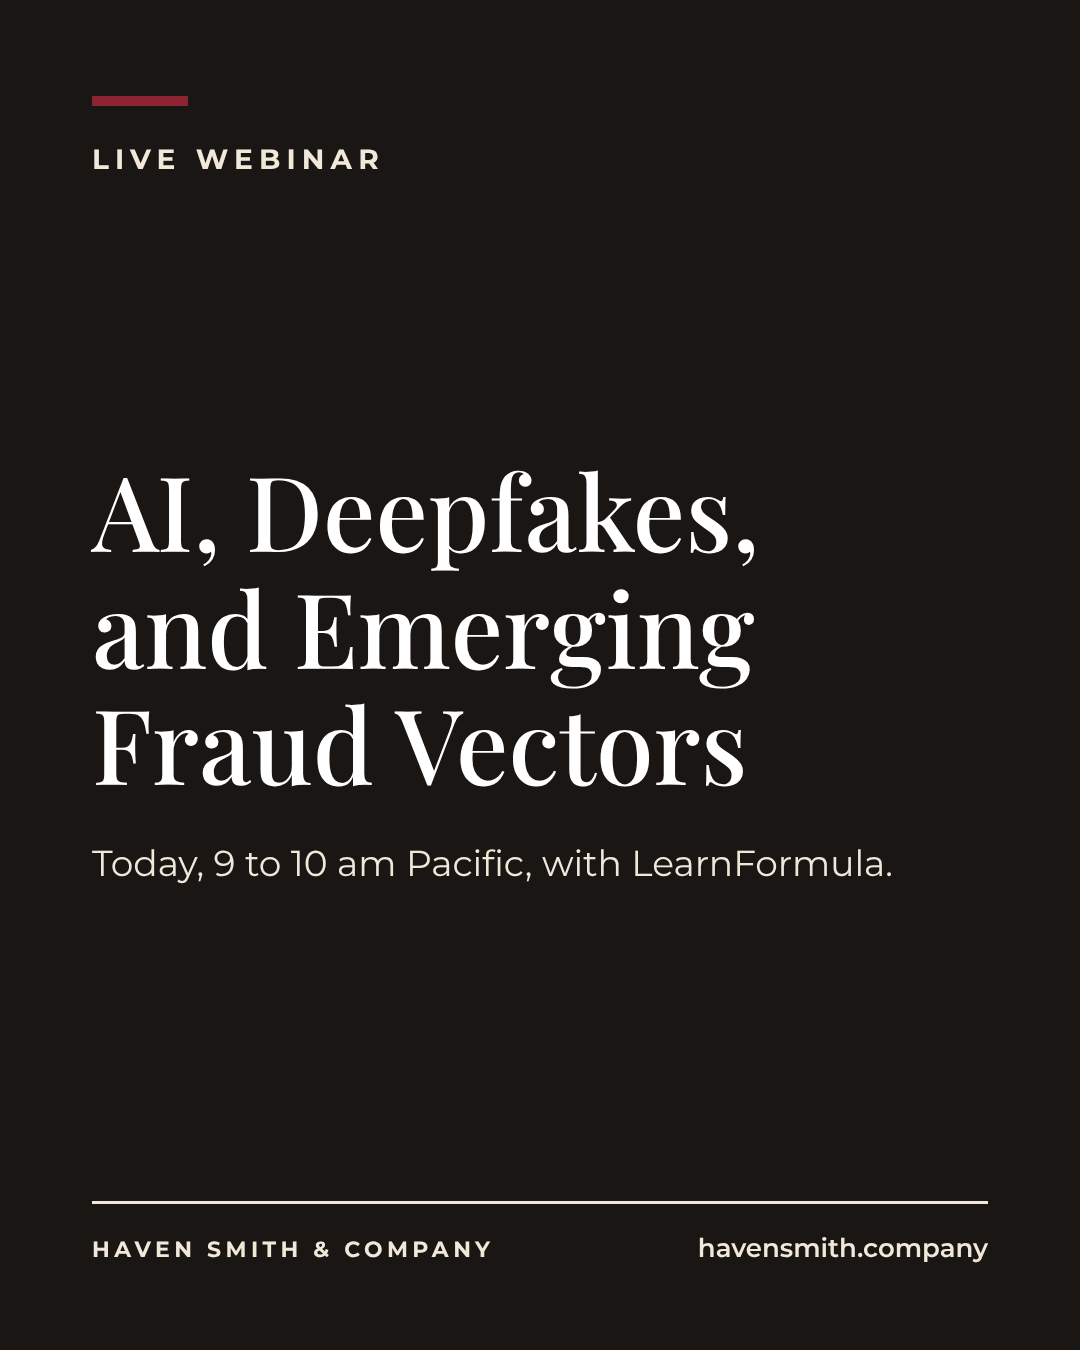 LIVE WEBINAR
AI, Deepfakes,
and Emerging
Fraud Vectors
Today, 9 to 10 am Pacific, with LearnFormula.
HAVEN SMITH & COMPANY
havensmith.company